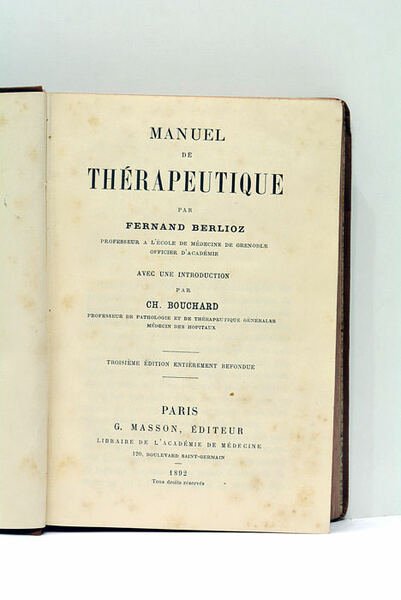 MANUEL
DE
THÉRAPEUTIQUE
PAR
FERNAND BERLIOZ
PROFESSEUR A L'ÉCOLE DE MÉDECINE DE GRENOBLE
OFFICIER D'ACADÉMIE
AVEC UNE INTRODUCTION
PAR
CH. BOUCHARD
PROFESSEUR DE PATHOLOGIE ET DE THÉRAPEUTIQUE GÉNÉRALES
MÉDECIN DES HOPITAUX
TROISIÈME ÉDITION ENTIÈREMENT REFONDUE
PARIS
G. MASSON, ÉDITEUR
LIBRAIRE DE L'ACADÉMIE DE MÉDECINE
120, BOULEVARD SAINT-GERMAIN
1892
Tous droits réservés